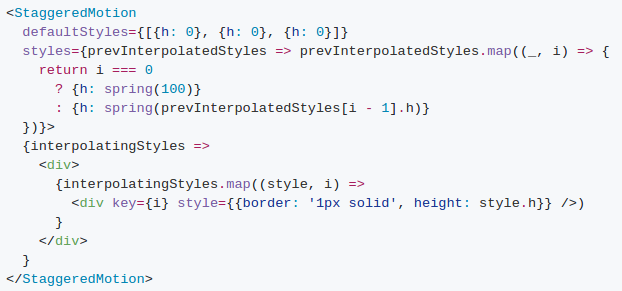 <StaggeredMotion
  defaultStyles={[{h: 0}, {h: 0}, {h: 0}]}
  styles={prevInterpolatedStyles => prevInterpolatedStyles.map((_, i) => {
    return i === 0
      ? {h: spring(100)}
      : {h: spring(prevInterpolatedStyles[i - 1].h)}
  })}>
  {interpolatingStyles =>
    <div>
      {interpolatingStyles.map((style, i) =>
        <div key={i} style={{border: '1px solid', height: style.h}} />)
      }
    </div>
  }
</StaggeredMotion>